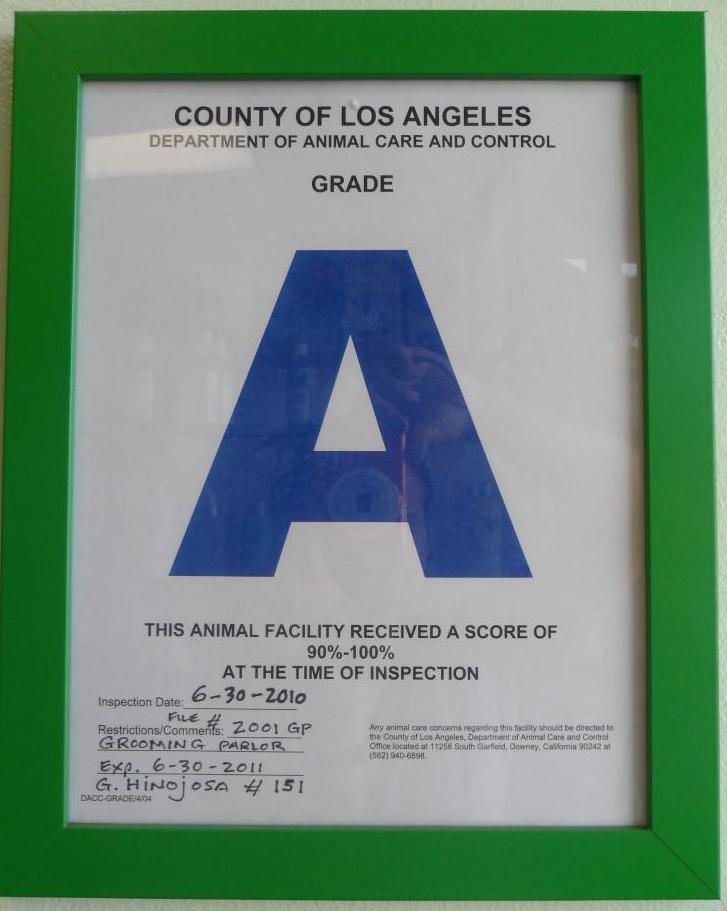 COUNTY OF LOS ANGELES
DEPARTMENT OF ANIMAL CARE AND CONTROL
GRADE
A
THIS ANIMAL FACILITY RECEIVED A SCORE OF
90%-100%
AT THE TIME OF INSPECTION
Inspection Date: 6-30-2010
FILE #
Restrictions/Comments: 2001 GP
GROOMING PARLOR
EXP. 6-30-2011
G. HINOJOSA # 151
DACC-GRADE/4/04
Any animal care concerns regarding this facility should be directed to
the County of Los Angeles, Department of Animal Care and Control
Office located at 11258 South Garfield, Downey, California 90242 at
(562) 940-6898.